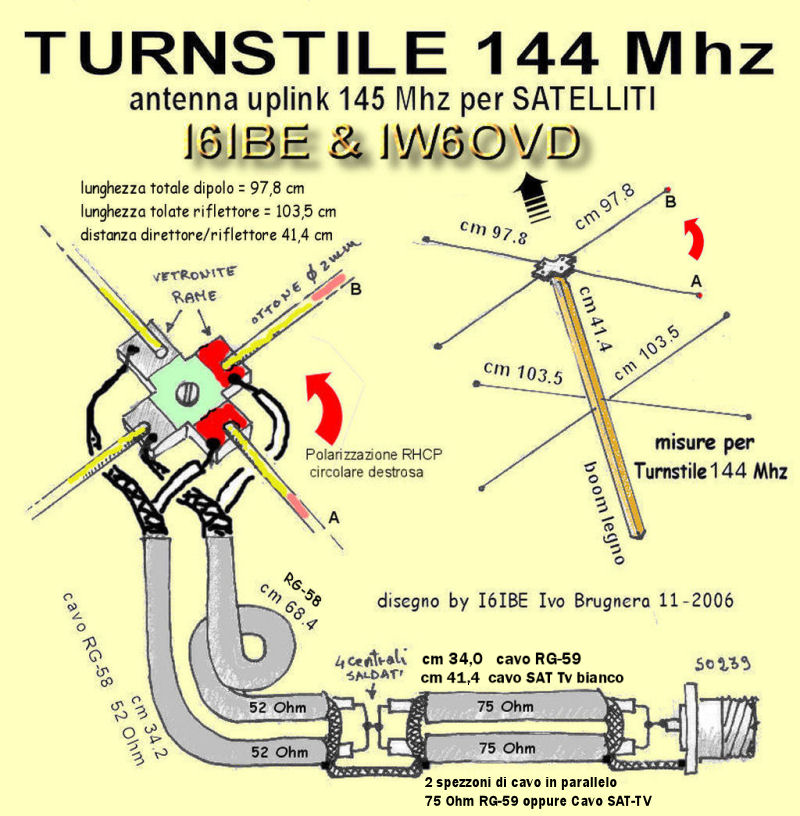 TURNSTILE 144 Mhz
antenna uplink 145 Mhz per SATELLITI
I6IBE & IW6OVD
lunghezza totale dipolo = 97,8 cm
lunghezza tolate riflettore = 103,5 cm
distanza direttore/riflettore 41,4 cm
VETRONITE
RAME
OTTONE Ø 2mm
B
A
Polarizzazione RHCP
circolare destrosa
cm 97.8
cm 97.8
B
A
cm 41.4
cm 103.5
cm 103.5
boom legno
misure per
Turnstile 144 Mhz
disegno by I6IBE Ivo Brugnera 11-2006
RG-58
cm 68.4
cavo RG-58 52 Ohm.
cm 34.2
4 centrali
SALDATI
cm 34,0 cavo RG-59
cm 41,4 cavo SAT Tv bianco
SO239
52 Ohm
75 Ohm
52 Ohm
75 Ohm
2 spezzoni di cavo in parallelo
75 Ohm RG-59 oppure Cavo SAT-TV